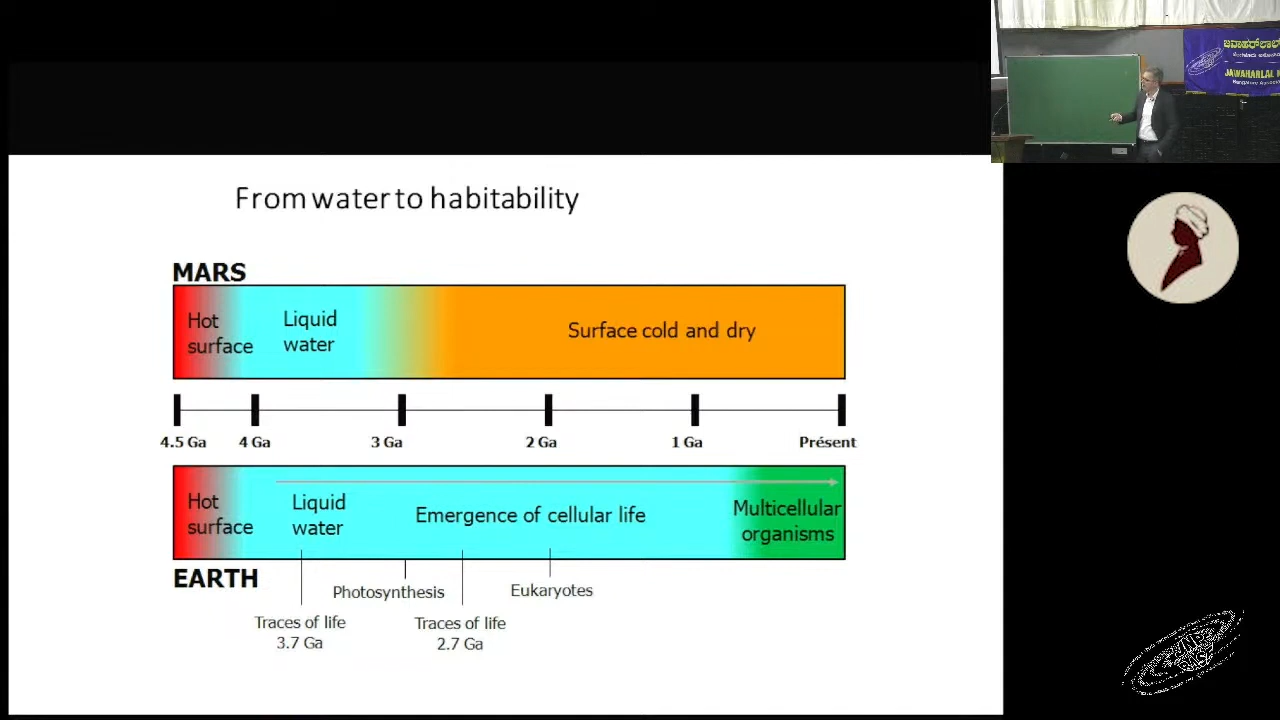 From water to habitability
MARS
Hot
surface
Liquid
water
Surface cold and dry
4.5 Ga 4 Ga 3 Ga 2 Ga 1 Ga Présent
Hot
surface
Liquid
water
Emergence of cellular life
Multicellular
organisms
EARTH
Photosynthesis
Eukaryotes
Traces of life
3.7 Ga
Traces of life
2.7 Ga
JAWAHARLAL